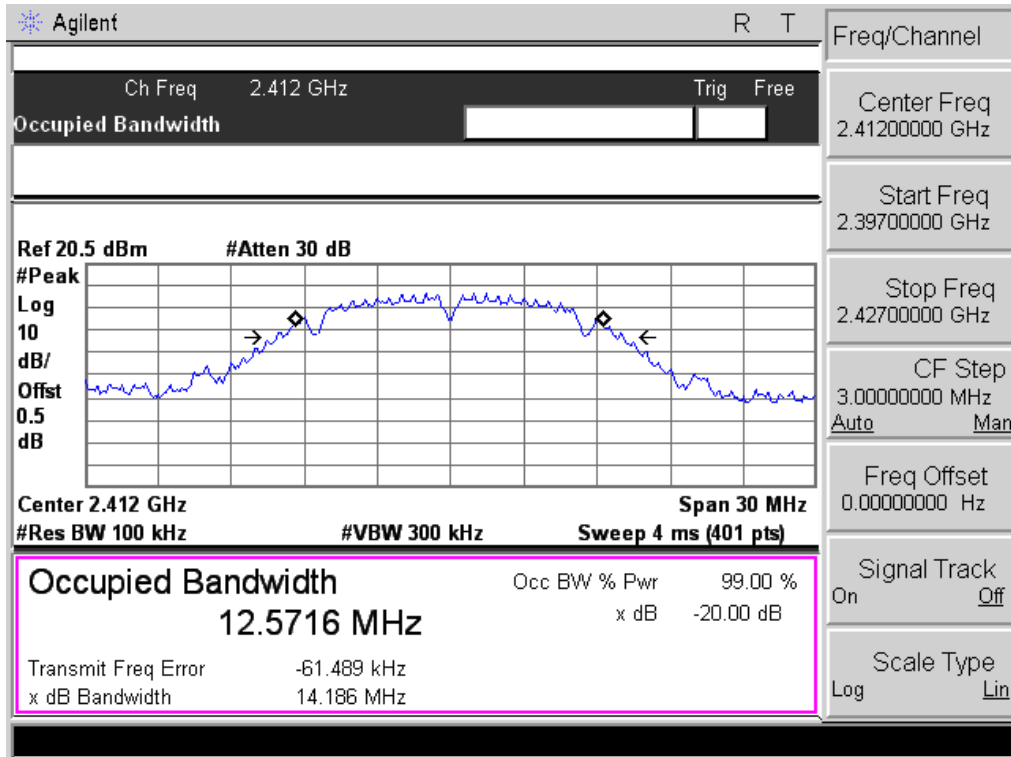 Agilent R T
Ch Freq 2.412 GHz Trig Free
Occupied Bandwidth
Ref 20.5 dBm #Atten 30 dB
#Peak
Log
10
dB/
Offst
0.5
dB
Center 2.412 GHz Span 30 MHz
#Res BW 100 kHz #VBW 300 kHz Sweep 4 ms (401 pts)
Occupied Bandwidth
12.5716 MHz
Occ BW % Pwr 99.00 %
x dB -20.00 dB
Transmit Freq Error -61.489 kHz
x dB Bandwidth 14.186 MHz
Freq/Channel
Center Freq
2.41200000 GHz
Start Freq
2.39700000 GHz
Stop Freq
2.42700000 GHz
CF Step
3.00000000 MHz
Auto Man
Freq Offset
0.00000000 Hz
Signal Track
On Off
Scale Type
Log Lin